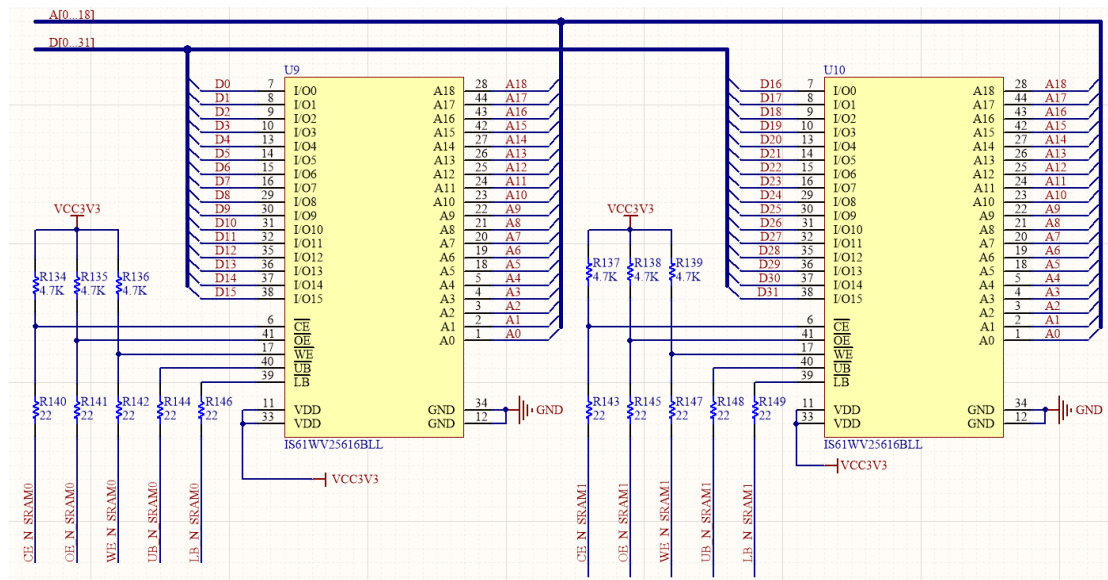 A[0...18]
D[0...31]
U9
D0 7 I/O0 A18 28 A18
D1 8 I/O1 A17 44 A17
D2 9 I/O2 A16 43 A16
D3 10 I/O3 A15 42 A15
D4 13 I/O4 A14 27 A14
D5 14 I/O5 A13 26 A13
D6 15 I/O6 A12 25 A12
D7 16 I/O7 A11 24 A11
D8 29 I/O8 A10 23 A10
D9 30 I/O9 A9 22 A9
D10 31 I/O10 A8 21 A8
D11 32 I/O11 A7 20 A7
D12 35 I/O12 A6 19 A6
D13 36 I/O13 A5 18 A5
D14 37 I/O14 A4 5 A4
D15 38 I/O15 A3 4 A3
A2 3 A2
6 CE A1 2 A1
41 OE A0 1 A0
17 WE
40 UB
39 LB
11 VDD GND 34
33 VDD GND 12
GND
IS61WV25616BLL
VCC3V3
VCC3V3
R134 4.7K
R135 4.7K
R136 4.7K
R140 22
R141 22
R142 22
R144 22
R146 22
CE_N_SRAM0
OE_N_SRAM0
WE_N_SRAM0
UB_N_SRAM0
LB_N_SRAM0
U10
D16 7 I/O0 A18 28 A18
D17 8 I/O1 A17 44 A17
D18 9 I/O2 A16 43 A16
D19 10 I/O3 A15 42 A15
D20 13 I/O4 A14 27 A14
D21 14 I/O5 A13 26 A13
D22 15 I/O6 A12 25 A12
D23 16 I/O7 A11 24 A11
D24 29 I/O8 A10 23 A10
D25 30 I/O9 A9 22 A9
D26 31 I/O10 A8 21 A8
D27 32 I/O11 A7 20 A7
D28 35 I/O12 A6 19 A6
D29 36 I/O13 A5 18 A5
D30 37 I/O14 A4 5 A4
D31 38 I/O15 A3 4 A3
A2 3 A2
6 CE A1 2 A1
41 OE A0 1 A0
17 WE
40 UB
39 LB
11 VDD GND 34
33 VDD GND 12
GND
IS61WV25616BLL
VCC3V3
VCC3V3
R137 4.7K
R138 4.7K
R139 4.7K
R143 22
R145 22
R147 22
R148 22
R149 22
CE_N_SRAM1
OE_N_SRAM1
WE_N_SRAM1
UB_N_SRAM1
LB_N_SRAM1